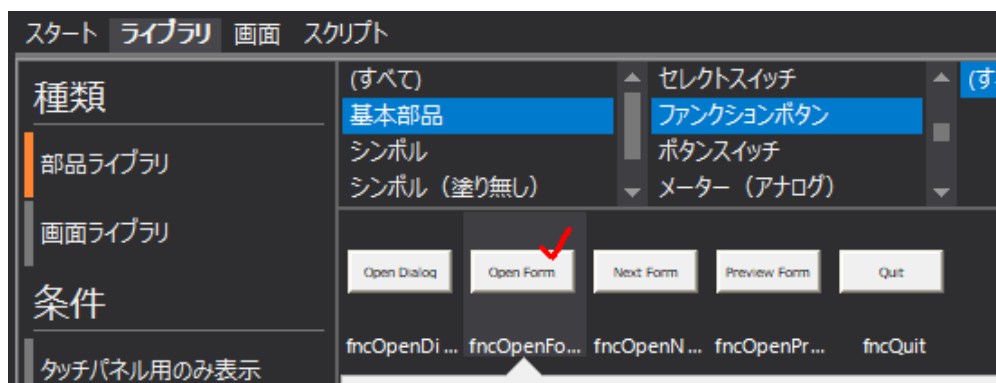 スタート ライブラリ 画面 スクリプト
種類
部品ライブラリ
画面ライブラリ
条件
タッチパネル用のみ表示
(すべて)
基本部品
シンボル
シンボル（塗り無し）
セレクトスイッチ
ファンクションボタン
ボタンスイッチ
メーター（アナログ）
Open Dialog Open Form Next Form Preview Form Quit
fncOpenDi... fncOpenFo... fncOpenN... fncOpenPr... fncQuit